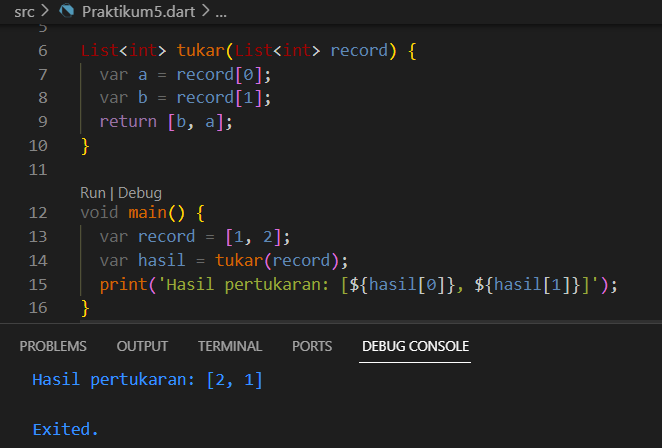 src > Praktikum5.dart > ...
5
6 List<int> tukar(List<int> record) {
7 var a = record[0];
8 var b = record[1];
9 return [b, a];
10 }
11
Run | Debug
12 void main() {
13 var record = [1, 2];
14 var hasil = tukar(record);
15 print('Hasil pertukaran: [${hasil[0]}, ${hasil[1]}]');
16 }
PROBLEMS OUTPUT TERMINAL PORTS DEBUG CONSOLE
Hasil pertukaran: [2, 1]
Exited.